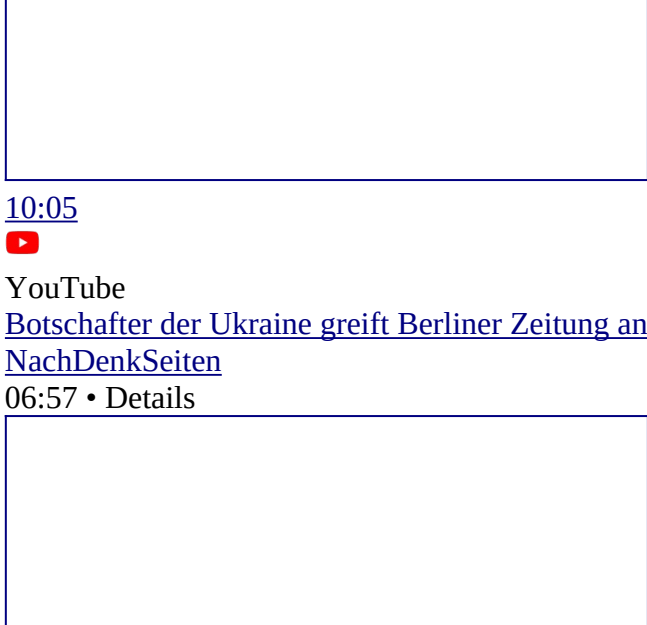 10:05
YouTube
Botschafter der Ukraine greift Berliner Zeitung an
NachDenkSeiten
06:57 • Details